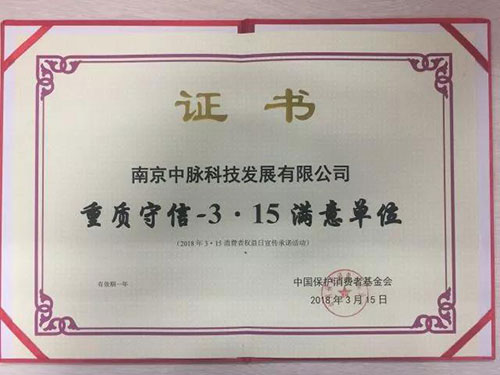 证书
南京中脉科技发展有限公司
重质守信-3·15满意单位
(2018年3·15消费者权益日宣传承诺活动)
有效期一年
中国保护消费者基金会
2018年3月15日